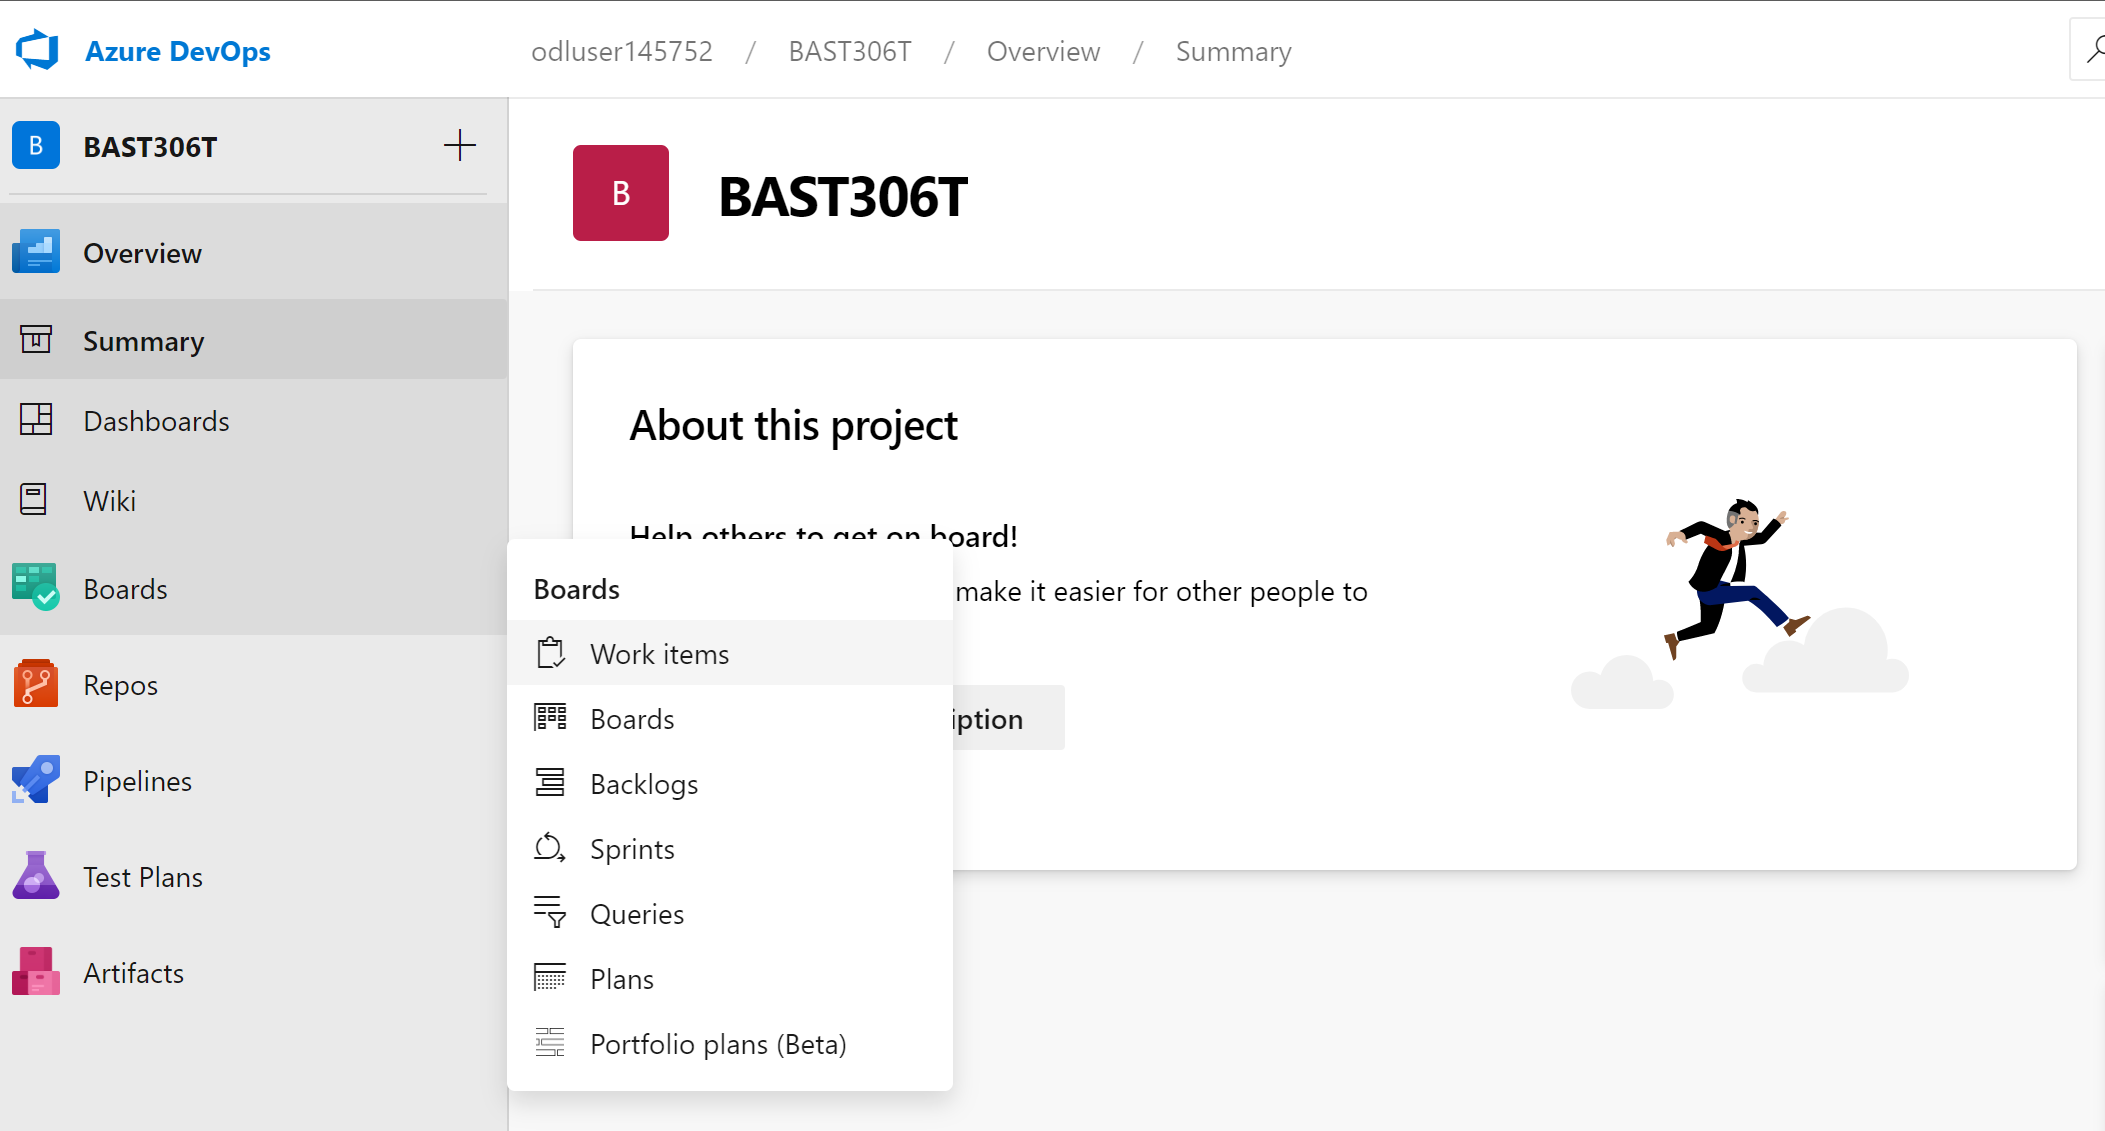 Azure DevOps
odluser145752 / BAST306T / Overview / Summary
B BAST306T
Overview
Summary
Dashboards
Wiki
Boards
Repos
Pipelines
Test Plans
Artifacts
B BAST306T
About this project
Help others to get on board!
make it easier for other people to
iption
Boards
Work items
Boards
Backlogs
Sprints
Queries
Plans
Portfolio plans (Beta)